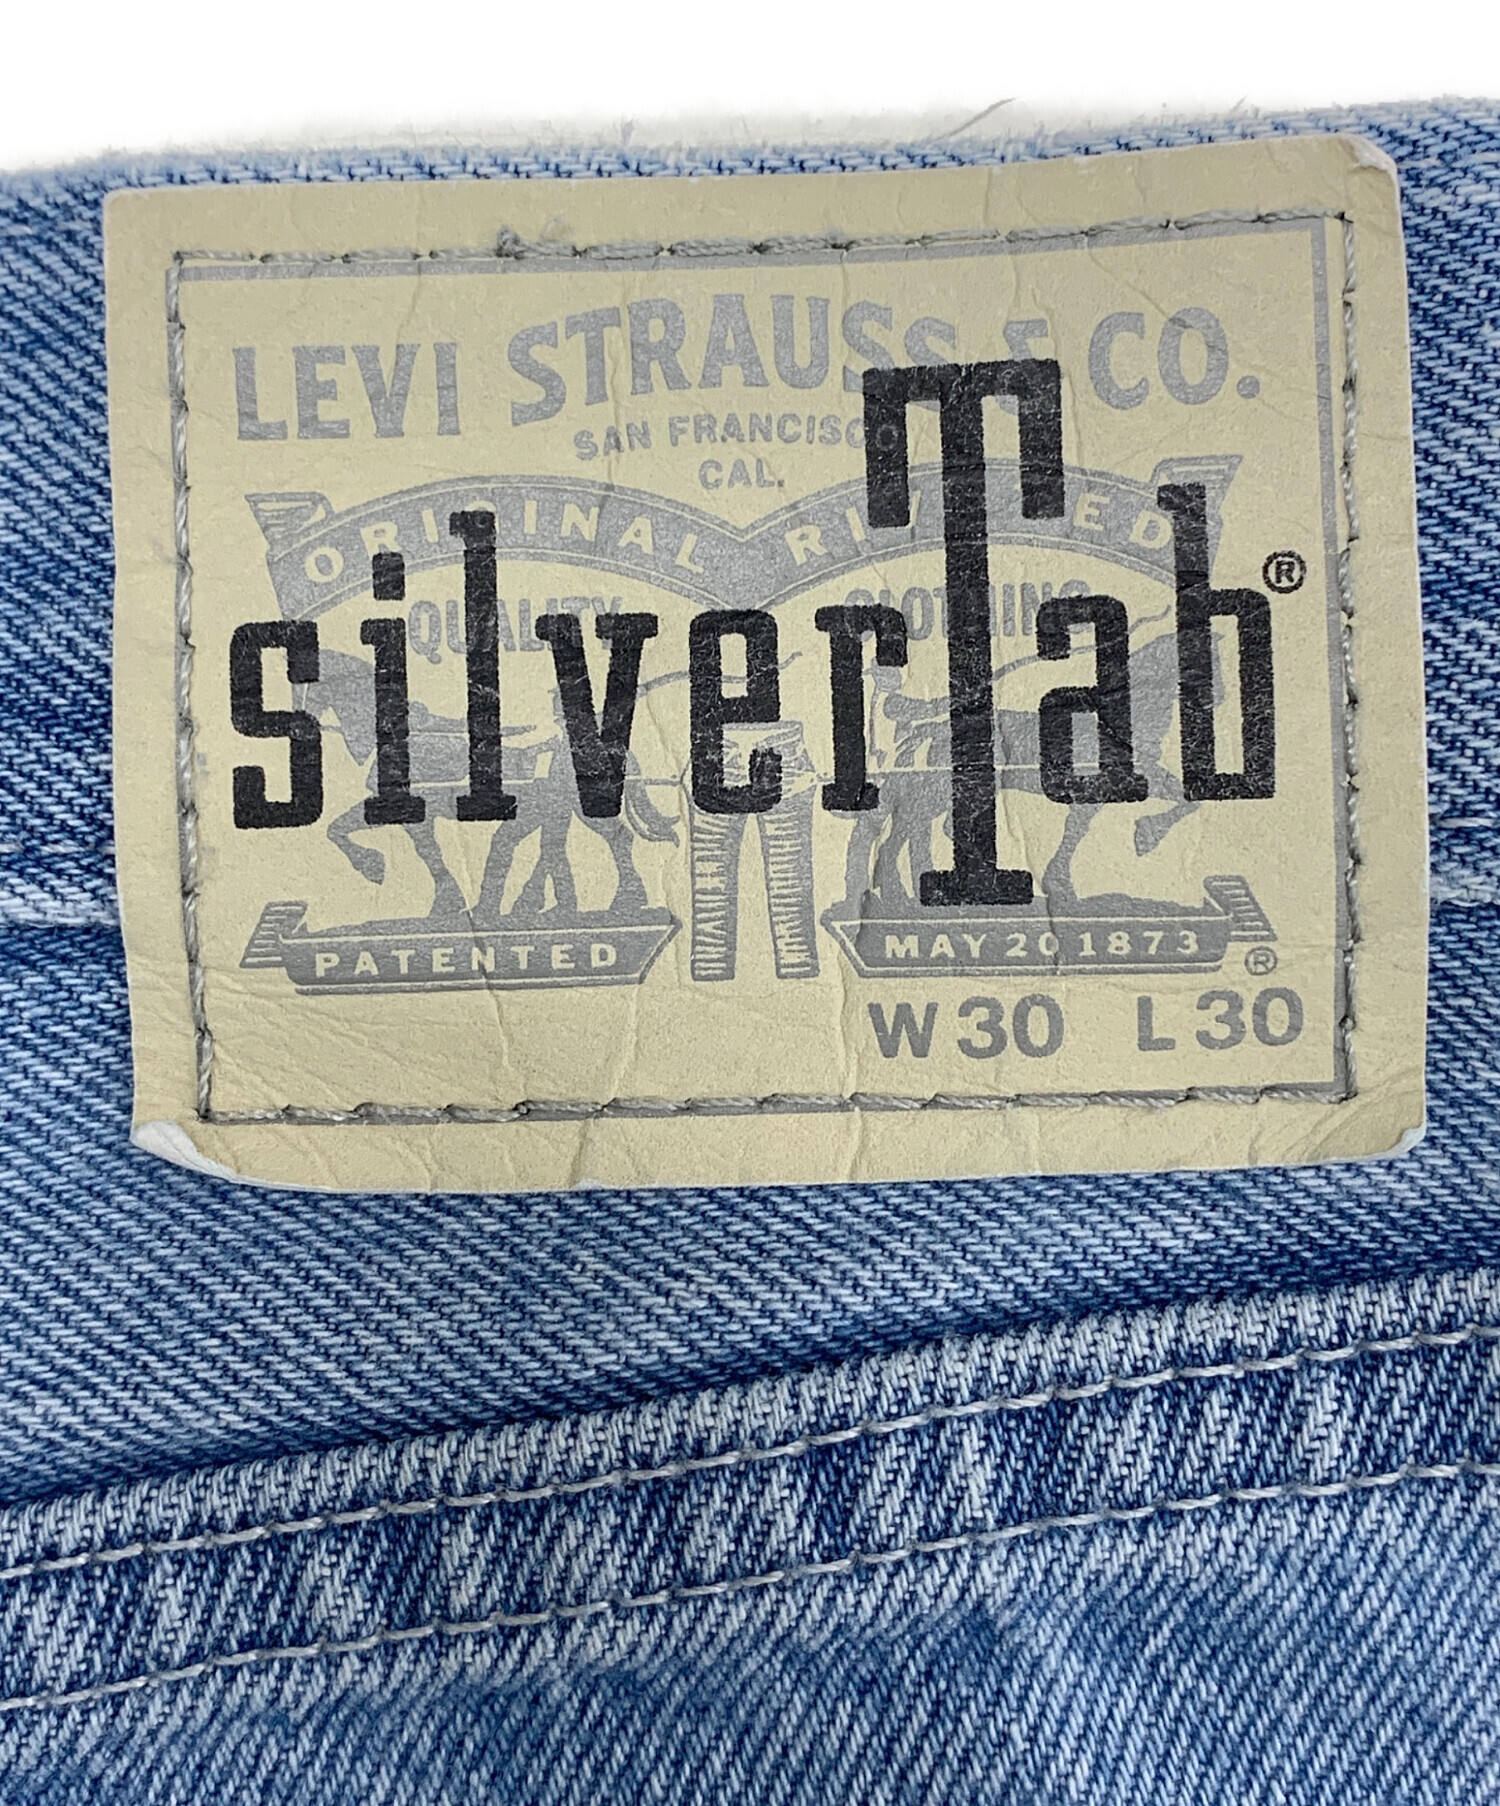 LEVI STRAUSS & CO.
SAN FRANCISCO
CAL.
ORIGINAL RIVETED
QUALITY CLOTHING
silverTab®
PATENTED MAY 20 1873 ®
W30 L30